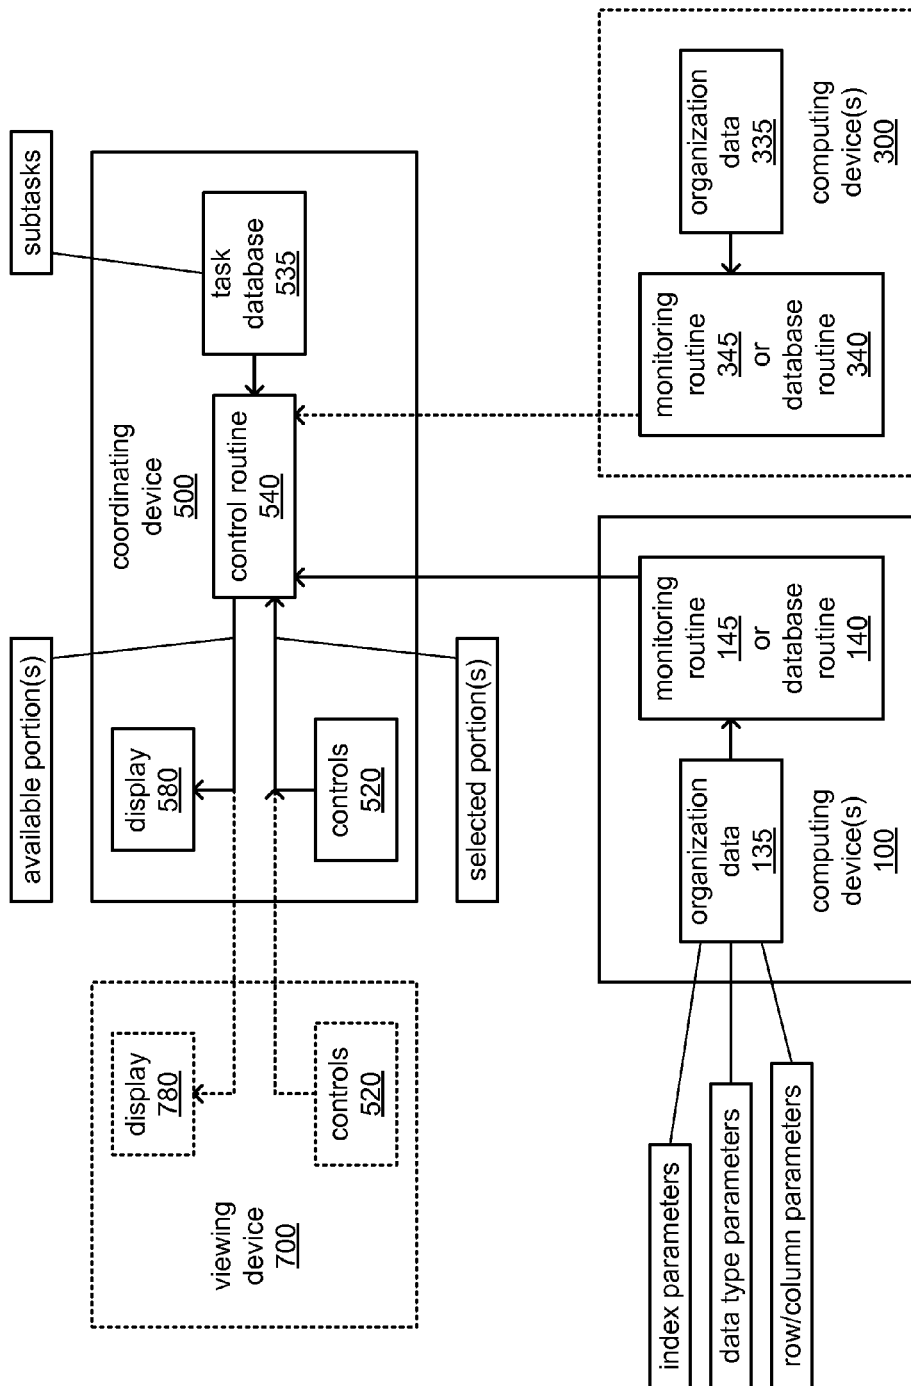 available portion(s)
subtasks
viewing
device
700
display
780
controls
520
display
580
controls
520
coordinating
device
500
control routine
540
task
database
535
selected portion(s)
index parameters
data type parameters
row/column parameters
organization
data
135
computing
device(s)
100
monitoring
routine
145
or
database
routine
140
monitoring
routine
345
or
database
routine
340
organization
data
335
computing
device(s)
300